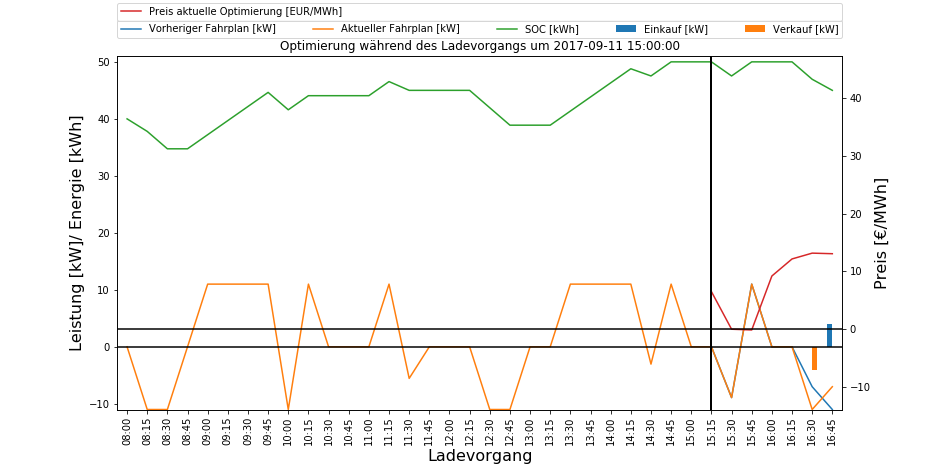 Preis aktuelle Optimierung [EUR/MWh]
Vorheriger Fahrplan [kW] Aktueller Fahrplan [kW] SOC [kWh] Einkauf [kW] Verkauf [kW]
Optimierung während des Ladevorgangs um 2017-09-11 15:00:00
Leistung [kW]/ Energie [kWh]
50
40
30
20
10
0
−10
40
30
20
10
0
−10
Preis [€/MWh]
08:00 08:15 08:30 08:45 09:00 09:15 09:30 09:45 10:00 10:15 10:30 10:45 11:00 11:15 11:30 11:45 12:00 12:15 12:30 12:45 13:00 13:15 13:30 13:45 14:00 14:15 14:30 14:45 15:00 15:15 15:30 15:45 16:00 16:15 16:30 16:45
Ladevorgang